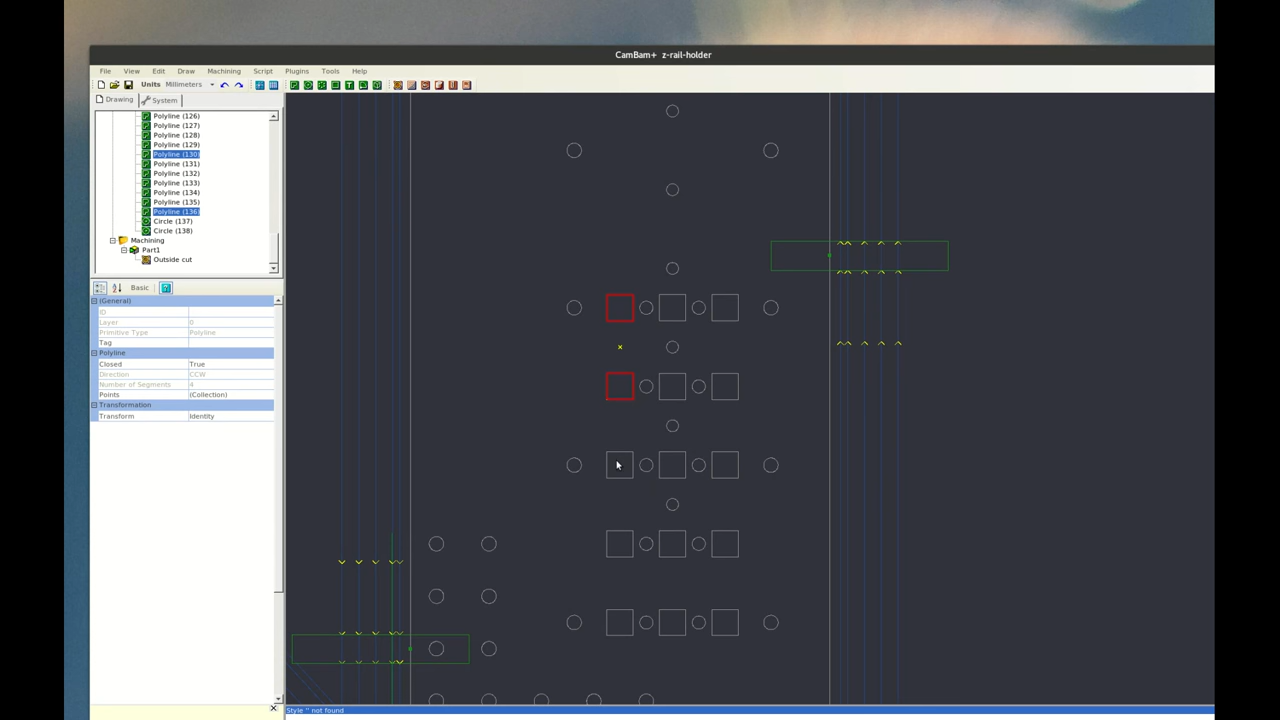 CamBam+ z-rail-holder
File View Edit Draw Machining Script Plugins Tools Help
Units Millimeters
Drawing System
Polyline (126)
Polyline (127)
Polyline (128)
Polyline (129)
Polyline (130)
Polyline (131)
Polyline (132)
Polyline (133)
Polyline (134)
Polyline (135)
Polyline (136)
Circle (137)
Circle (138)
Machining
Part1
Outside cut
Basic
(General)
ID
Layer 0
Primitive Type Polyline
Tag
Polyline
Closed True
Direction CCW
Number of Segments 4
Points (Collection)
Transformation
Transform Identity
Style '' not found